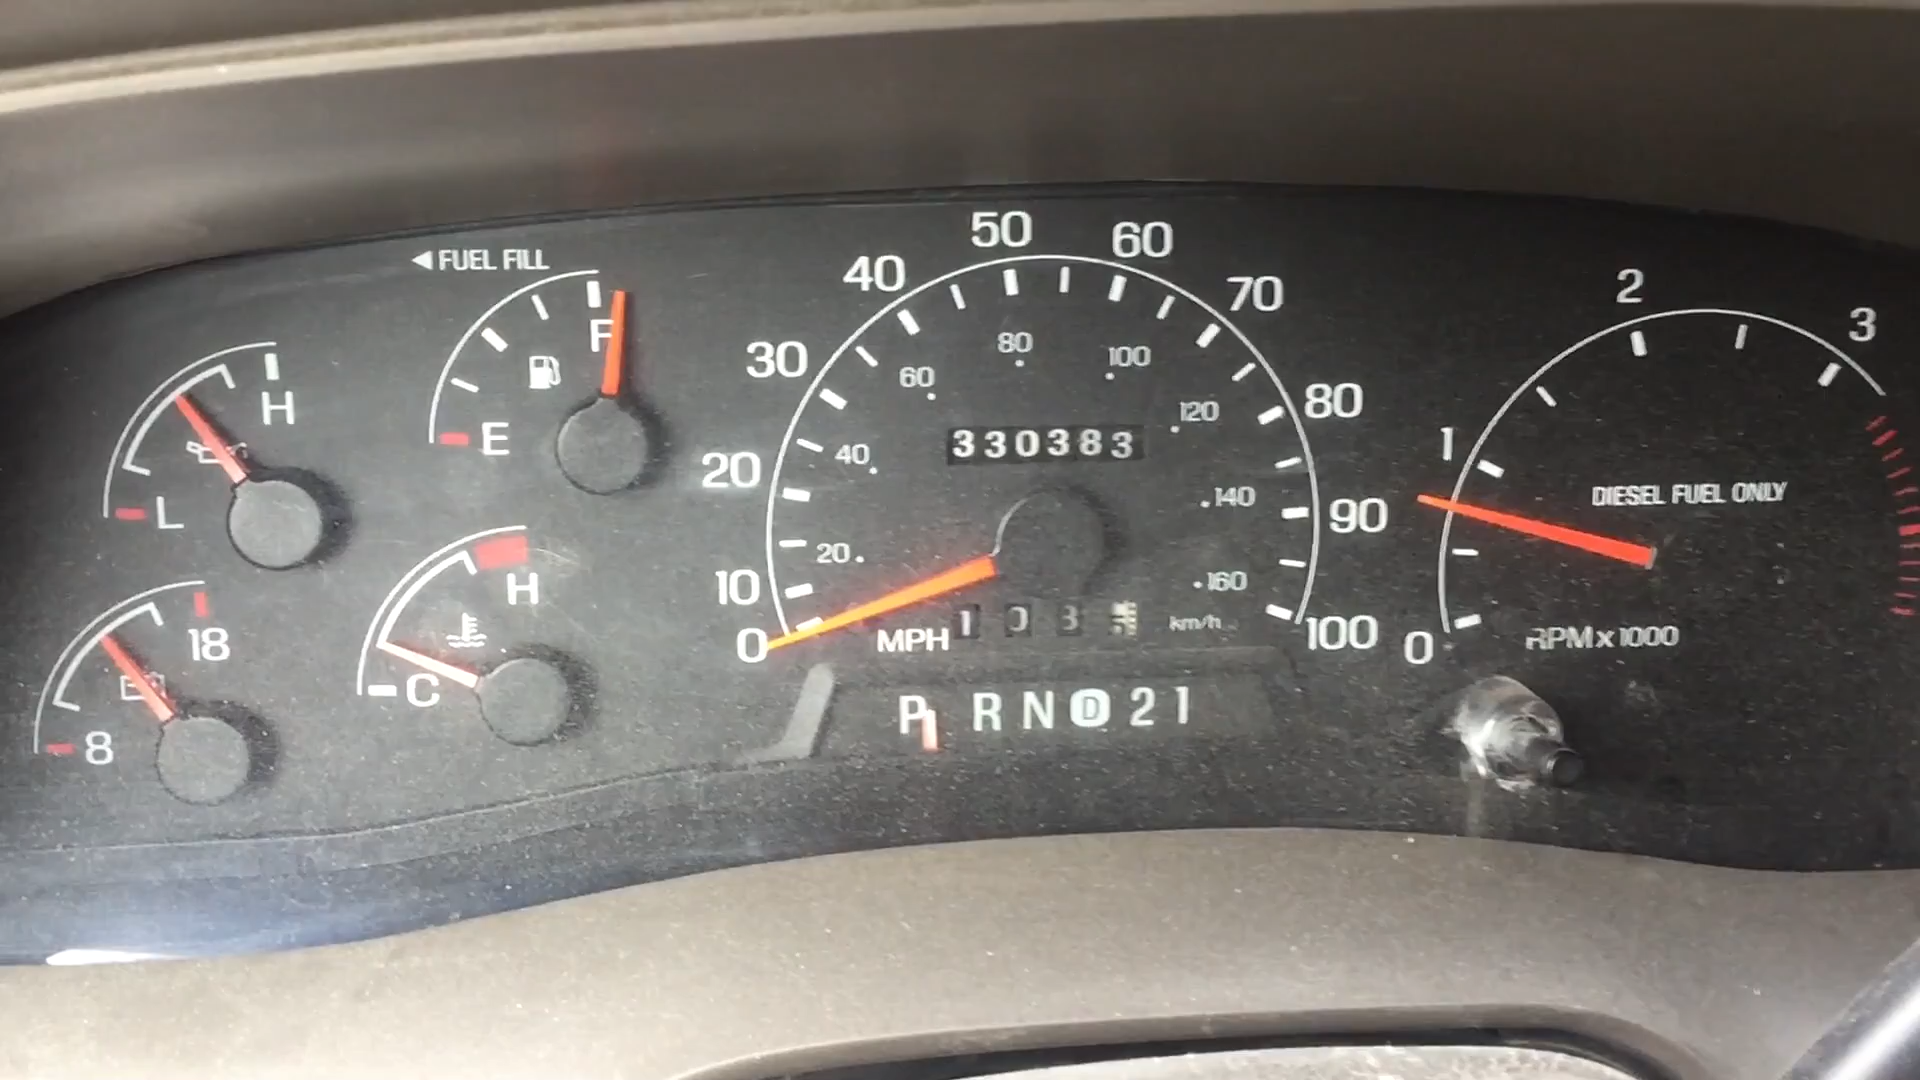 ◄ FUEL FILL
F
E
H
L
18
8
H
C
0
10
20
30
40
50
60
70
80
90
100
20
40
60
80
100
120
140
160
330383
MPH
km/h
P R N D 2 1
0
1
2
3
DIESEL FUEL ONLY
RPM x 1000